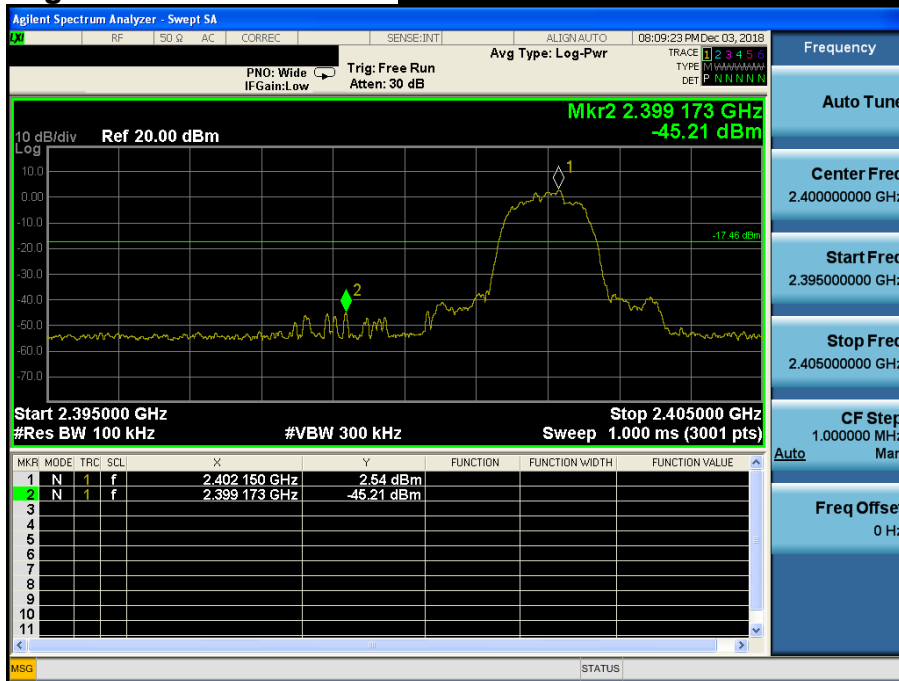 Agilent Spectrum Analyzer - Swept SA
LXI RF 50 Ω AC CORREC SENSE:INT ALIGN AUTO 08:09:23 PM Dec 03, 2018
Avg Type: Log-Pwr
TRACE 1 2 3 4 5 6
TYPE M WWWWW
DET P N N N N N
PNO: Wide
IFGain:Low
Trig: Free Run
Atten: 30 dB
Frequency
Auto Tune
Center Freq
2.400000000 GHz
Start Freq
2.395000000 GHz
Stop Freq
2.405000000 GHz
CF Step
1.000000 MHz
Auto Man
Freq Offset
0 Hz
Mkr2 2.399 173 GHz
-45.21 dBm
10 dB/div Ref 20.00 dBm
Log
10.0
0.00
-10.0
-20.0
-30.0
-40.0
-50.0
-60.0
-70.0
1
-17.46 dBm
2
Start 2.395000 GHz Stop 2.405000 GHz
#Res BW 100 kHz #VBW 300 kHz Sweep 1.000 ms (3001 pts)
MKR MODE TRC SCL X Y FUNCTION FUNCTION WIDTH FUNCTION VALUE
1 N 1 f 2.402 150 GHz 2.54 dBm
2 N 1 f 2.399 173 GHz -45.21 dBm
3
4
5
6
7
8
9
10
11
MSG STATUS